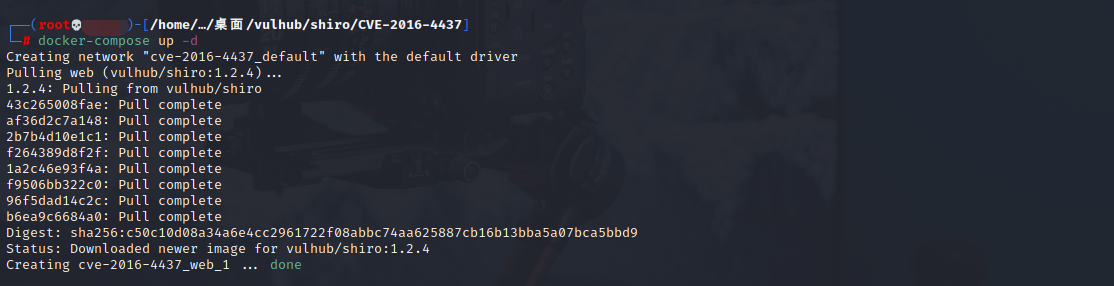 ┌──(root💀 )-[/home/…/桌面/vulhub/shiro/CVE-2016-4437]
└─# docker-compose up -d
Creating network "cve-2016-4437_default" with the default driver
Pulling web (vulhub/shiro:1.2.4)...
1.2.4: Pulling from vulhub/shiro
43c265008fae: Pull complete
af36d2c7a148: Pull complete
2b7b4d10e1c1: Pull complete
f264389d8f2f: Pull complete
1a2c46e93f4a: Pull complete
f9506bb322c0: Pull complete
96f5dad14c2c: Pull complete
b6ea9c6684a0: Pull complete
Digest: sha256:c50c10d08a34a6e4cc2961722f08abbc74aa625887cb16b13bba5a07bca5bbd9
Status: Downloaded newer image for vulhub/shiro:1.2.4
Creating cve-2016-4437_web_1 ... done